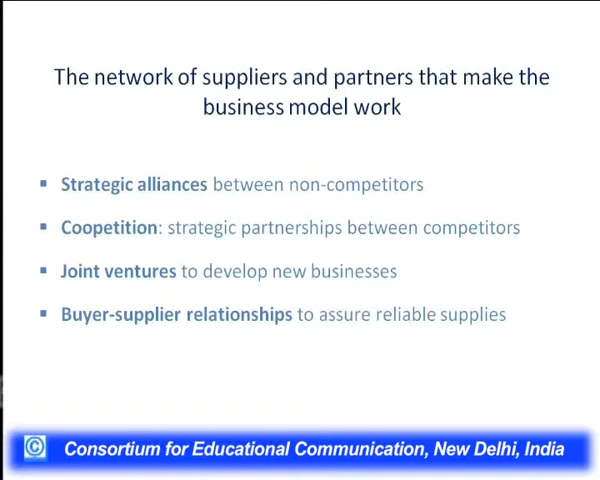 The network of suppliers and partners that make the
business model work
▪ Strategic alliances between non-competitors
▪ Coopetition: strategic partnerships between competitors
▪ Joint ventures to develop new businesses
▪ Buyer-supplier relationships to assure reliable supplies
© Consortium for Educational Communication, New Delhi, India